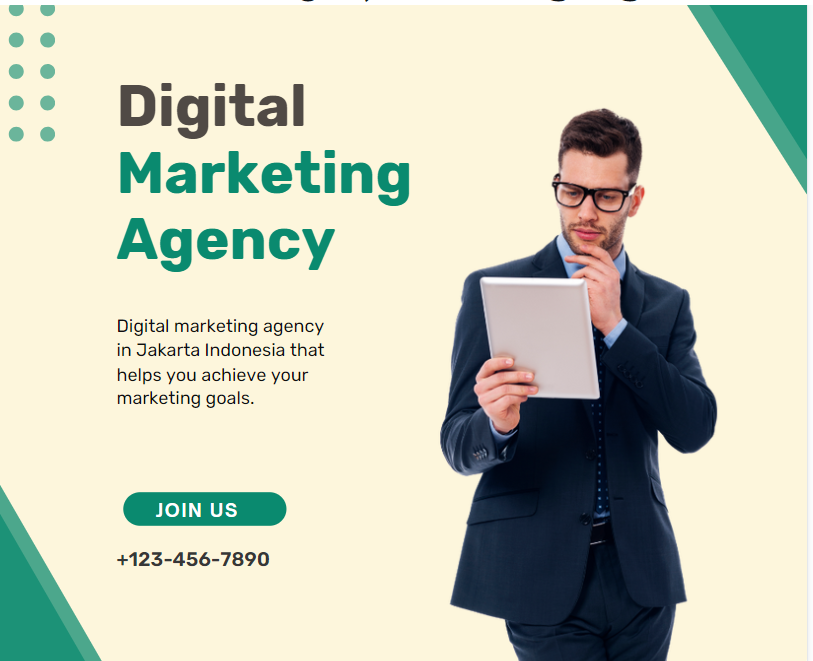 Digital
Marketing
Agency
Digital marketing agency
in Jakarta Indonesia that
helps you achieve your
marketing goals.
JOIN US
+123-456-7890